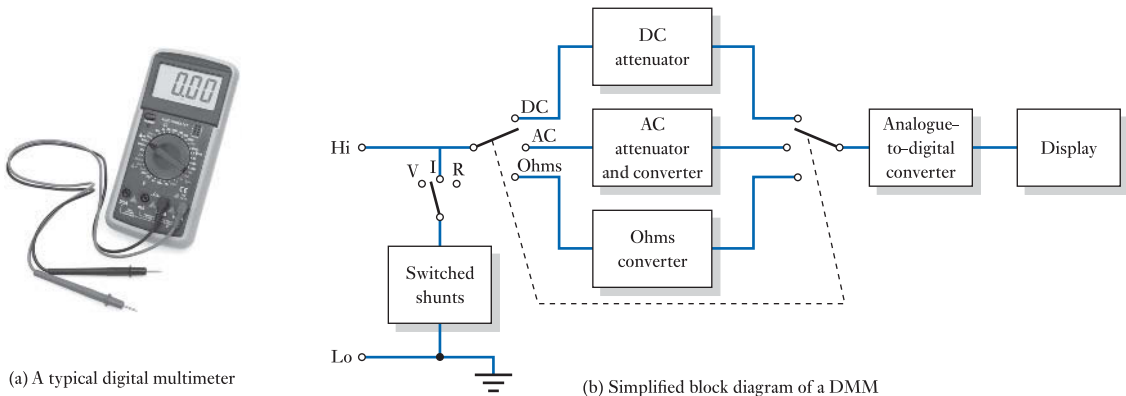 0.00
(a) A typical digital multimeter
DC
attenuator
DC
AC
Ohms
AC
attenuator
and converter
Ohms
converter
Hi
V I R
Switched
shunts
Lo
Analogue–
to–digital
converter
Display
(b) Simplified block diagram of a DMM